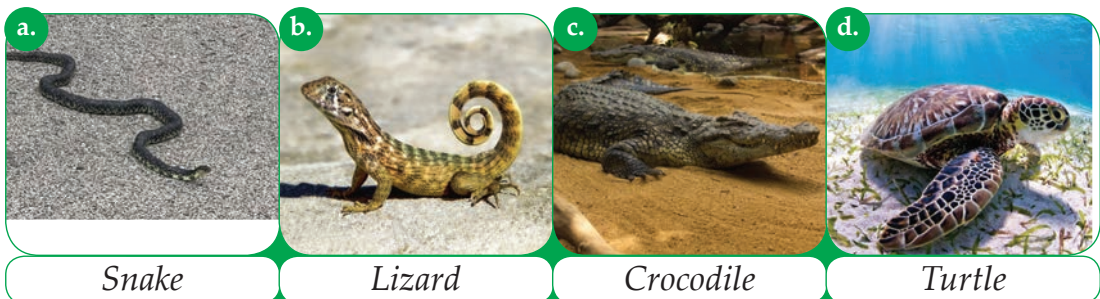 a.
b.
c.
d.
Snake
Lizard
Crocodile
Turtle